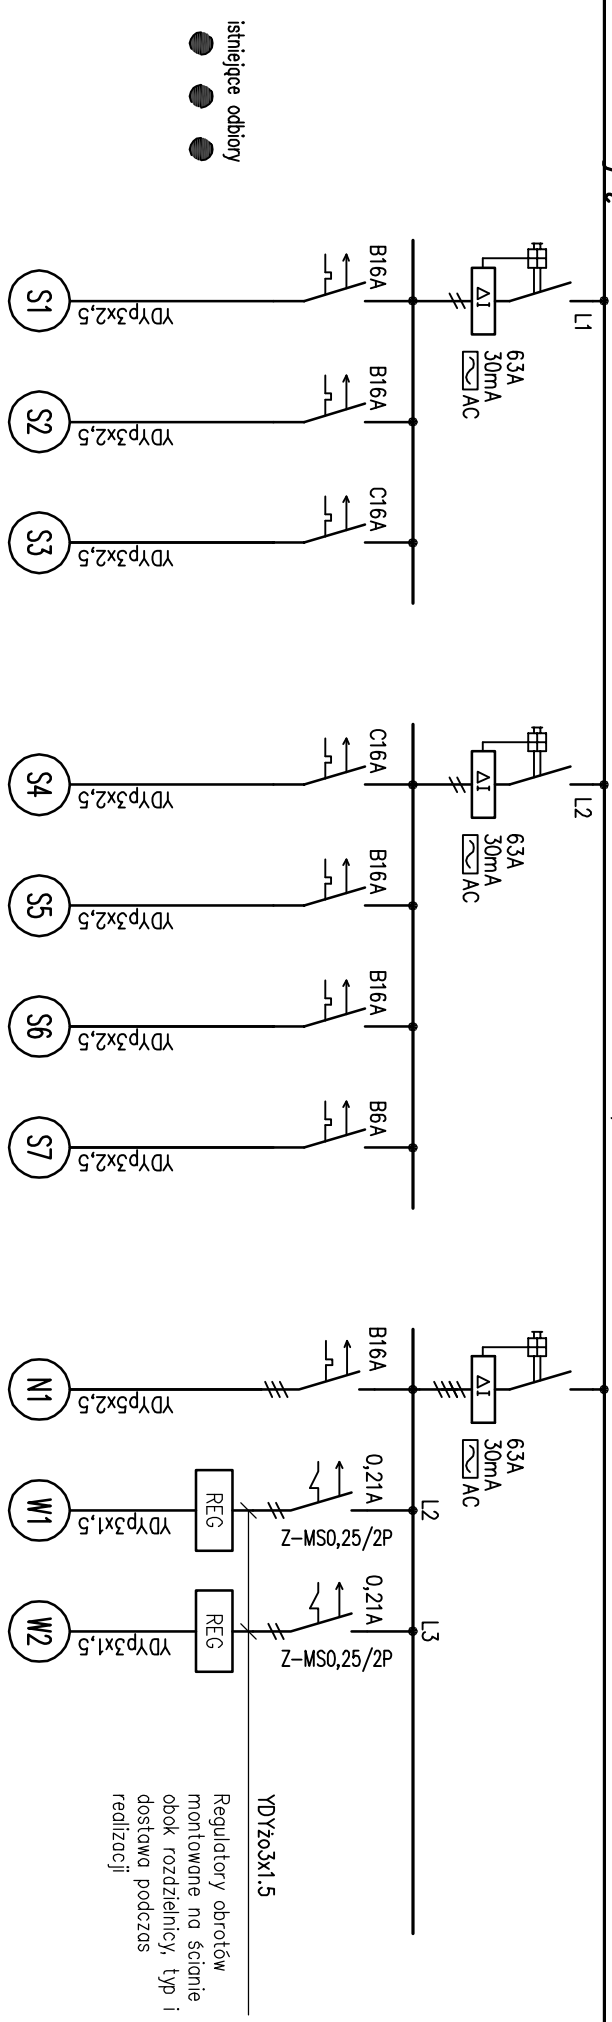 istniejące odbiory
L1
63A
30mA
AC
B16A
YDYp3x2,5
S1
B16A
YDYp3x2,5
S2
C16A
YDYp3x2,5
S3
L2
63A
30mA
AC
C16A
YDYp3x2,5
S4
B16A
YDYp3x2,5
S5
B16A
YDYp3x2,5
S6
B6A
YDYp3x2,5
S7
63A
30mA
AC
B16A
YDYp5x2,5
N1
L2
0,21A
Z-MS0,25/2P
REG
YDYp3x1,5
W1
L3
0,21A
Z-MS0,25/2P
REG
YDYp3x1,5
W2
YDYżo3x1.5
Regulatory obrotów
montowane na ścianie
obok rozdzielnicy, typ i
dostawa podczas
realizacji
ΔI
ΔI
ΔI